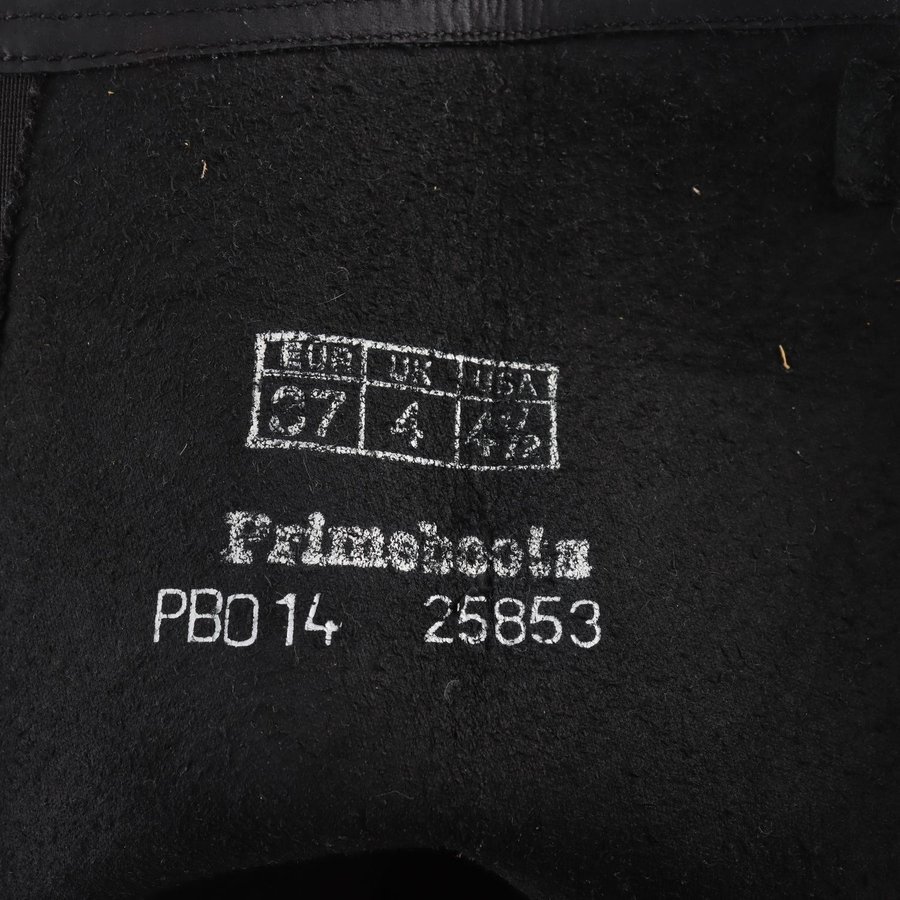 EUR UK USA
37 4 4 1/2
Primeboots
PBO14 25853